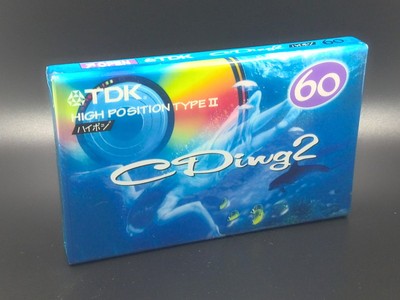 TDK
HIGH POSITION TYPE II
ハイポジ
60
CDing2